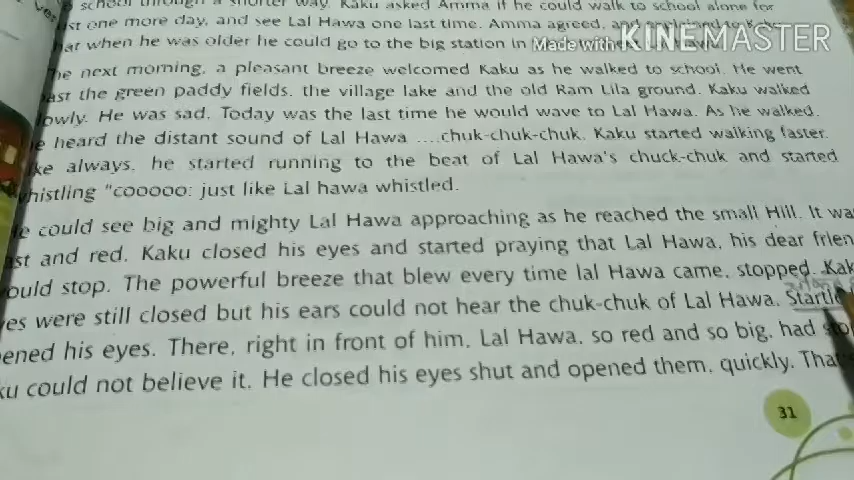 school through a shorter way. Kaku asked Amma if he could walk to school alone for
one more day, and see Lal Hawa one last time. Amma agreed, and explained to Kaku
that when he was older he could go to the big station in
Made with KINEMASTER
The next morning, a pleasant breeze welcomed Kaku as he walked to school. He went
past the green paddy fields, the village lake and the old Ram Lila ground. Kaku walked
slowly. He was sad. Today was the last time he would wave to Lal Hawa. As he walked,
he heard the distant sound of Lal Hawa ....chuk-chuk-chuk. Kaku started walking faster.
like always, he started running to the beat of Lal Hawa's chuck-chuk and started
whistling "cooooo: just like Lal hawa whistled.
He could see big and mighty Lal Hawa approaching as he reached the small Hill. It wa
ast and red. Kaku closed his eyes and started praying that Lal Hawa, his dear frien
ould stop. The powerful breeze that blew every time lal Hawa came, stopped. Kak
yes were still closed but his ears could not hear the chuk-chuk of Lal Hawa. Startle
ened his eyes. There, right in front of him, Lal Hawa, so red and so big, had stop
ku could not believe it. He closed his eyes shut and opened them, quickly. That
31